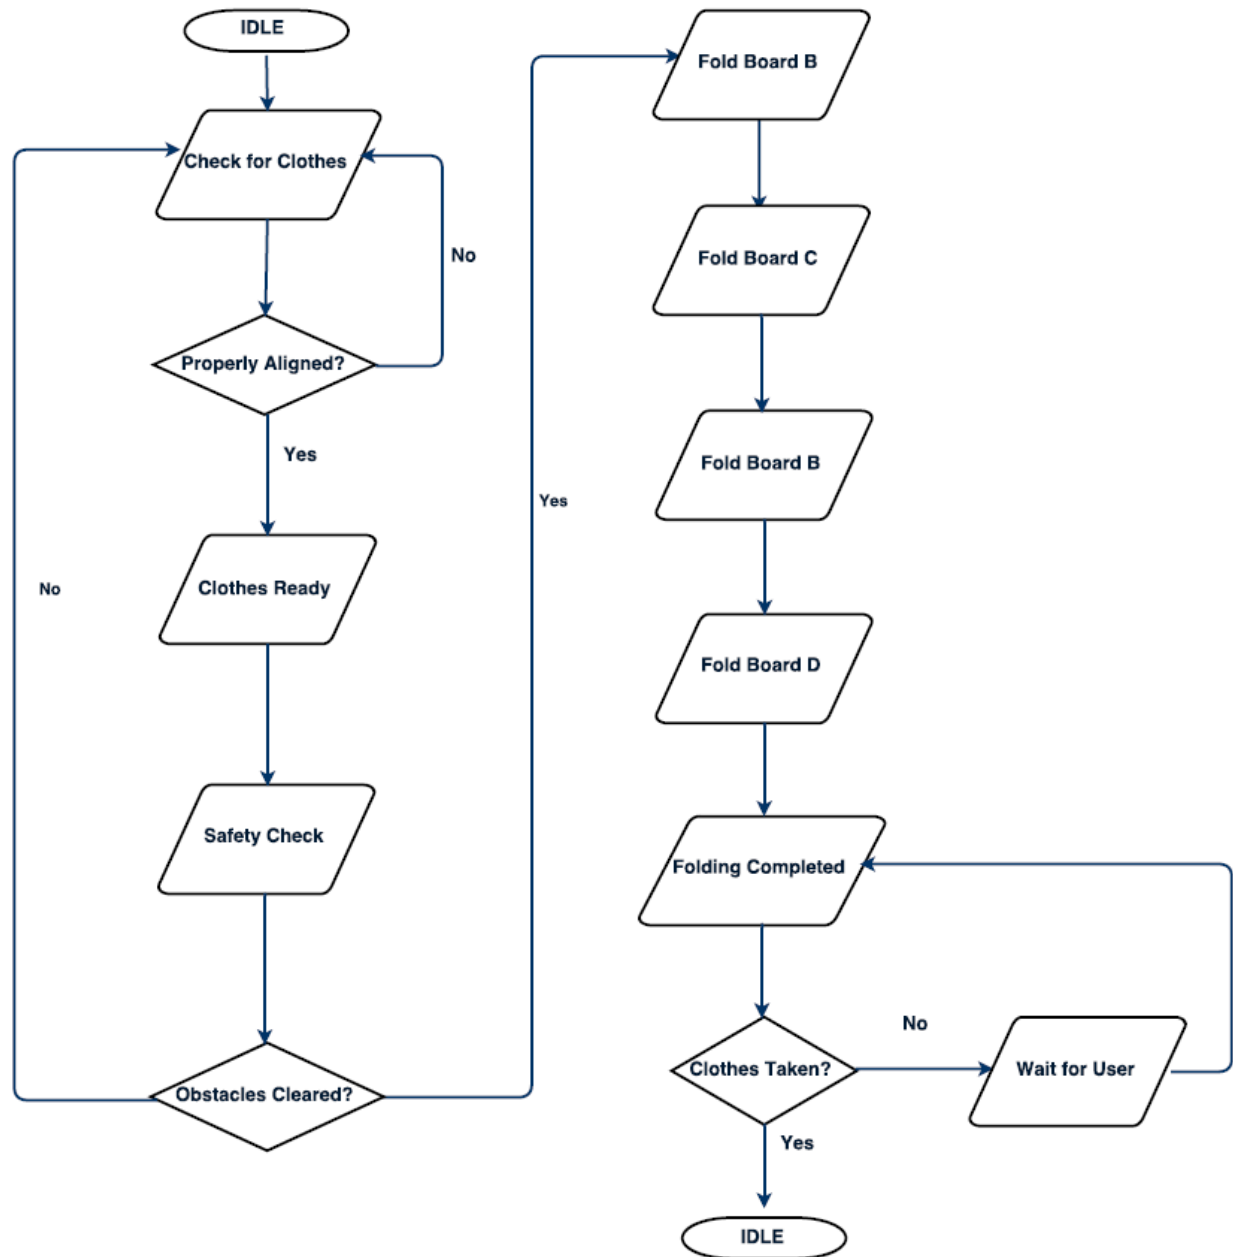 IDLE
Check for Clothes
No
Properly Aligned?
Yes
Clothes Ready
No
Safety Check
Obstacles Cleared?
Yes
Fold Board B
Fold Board C
Fold Board B
Fold Board D
Folding Completed
Clothes Taken?
No
Wait for User
Yes
IDLE